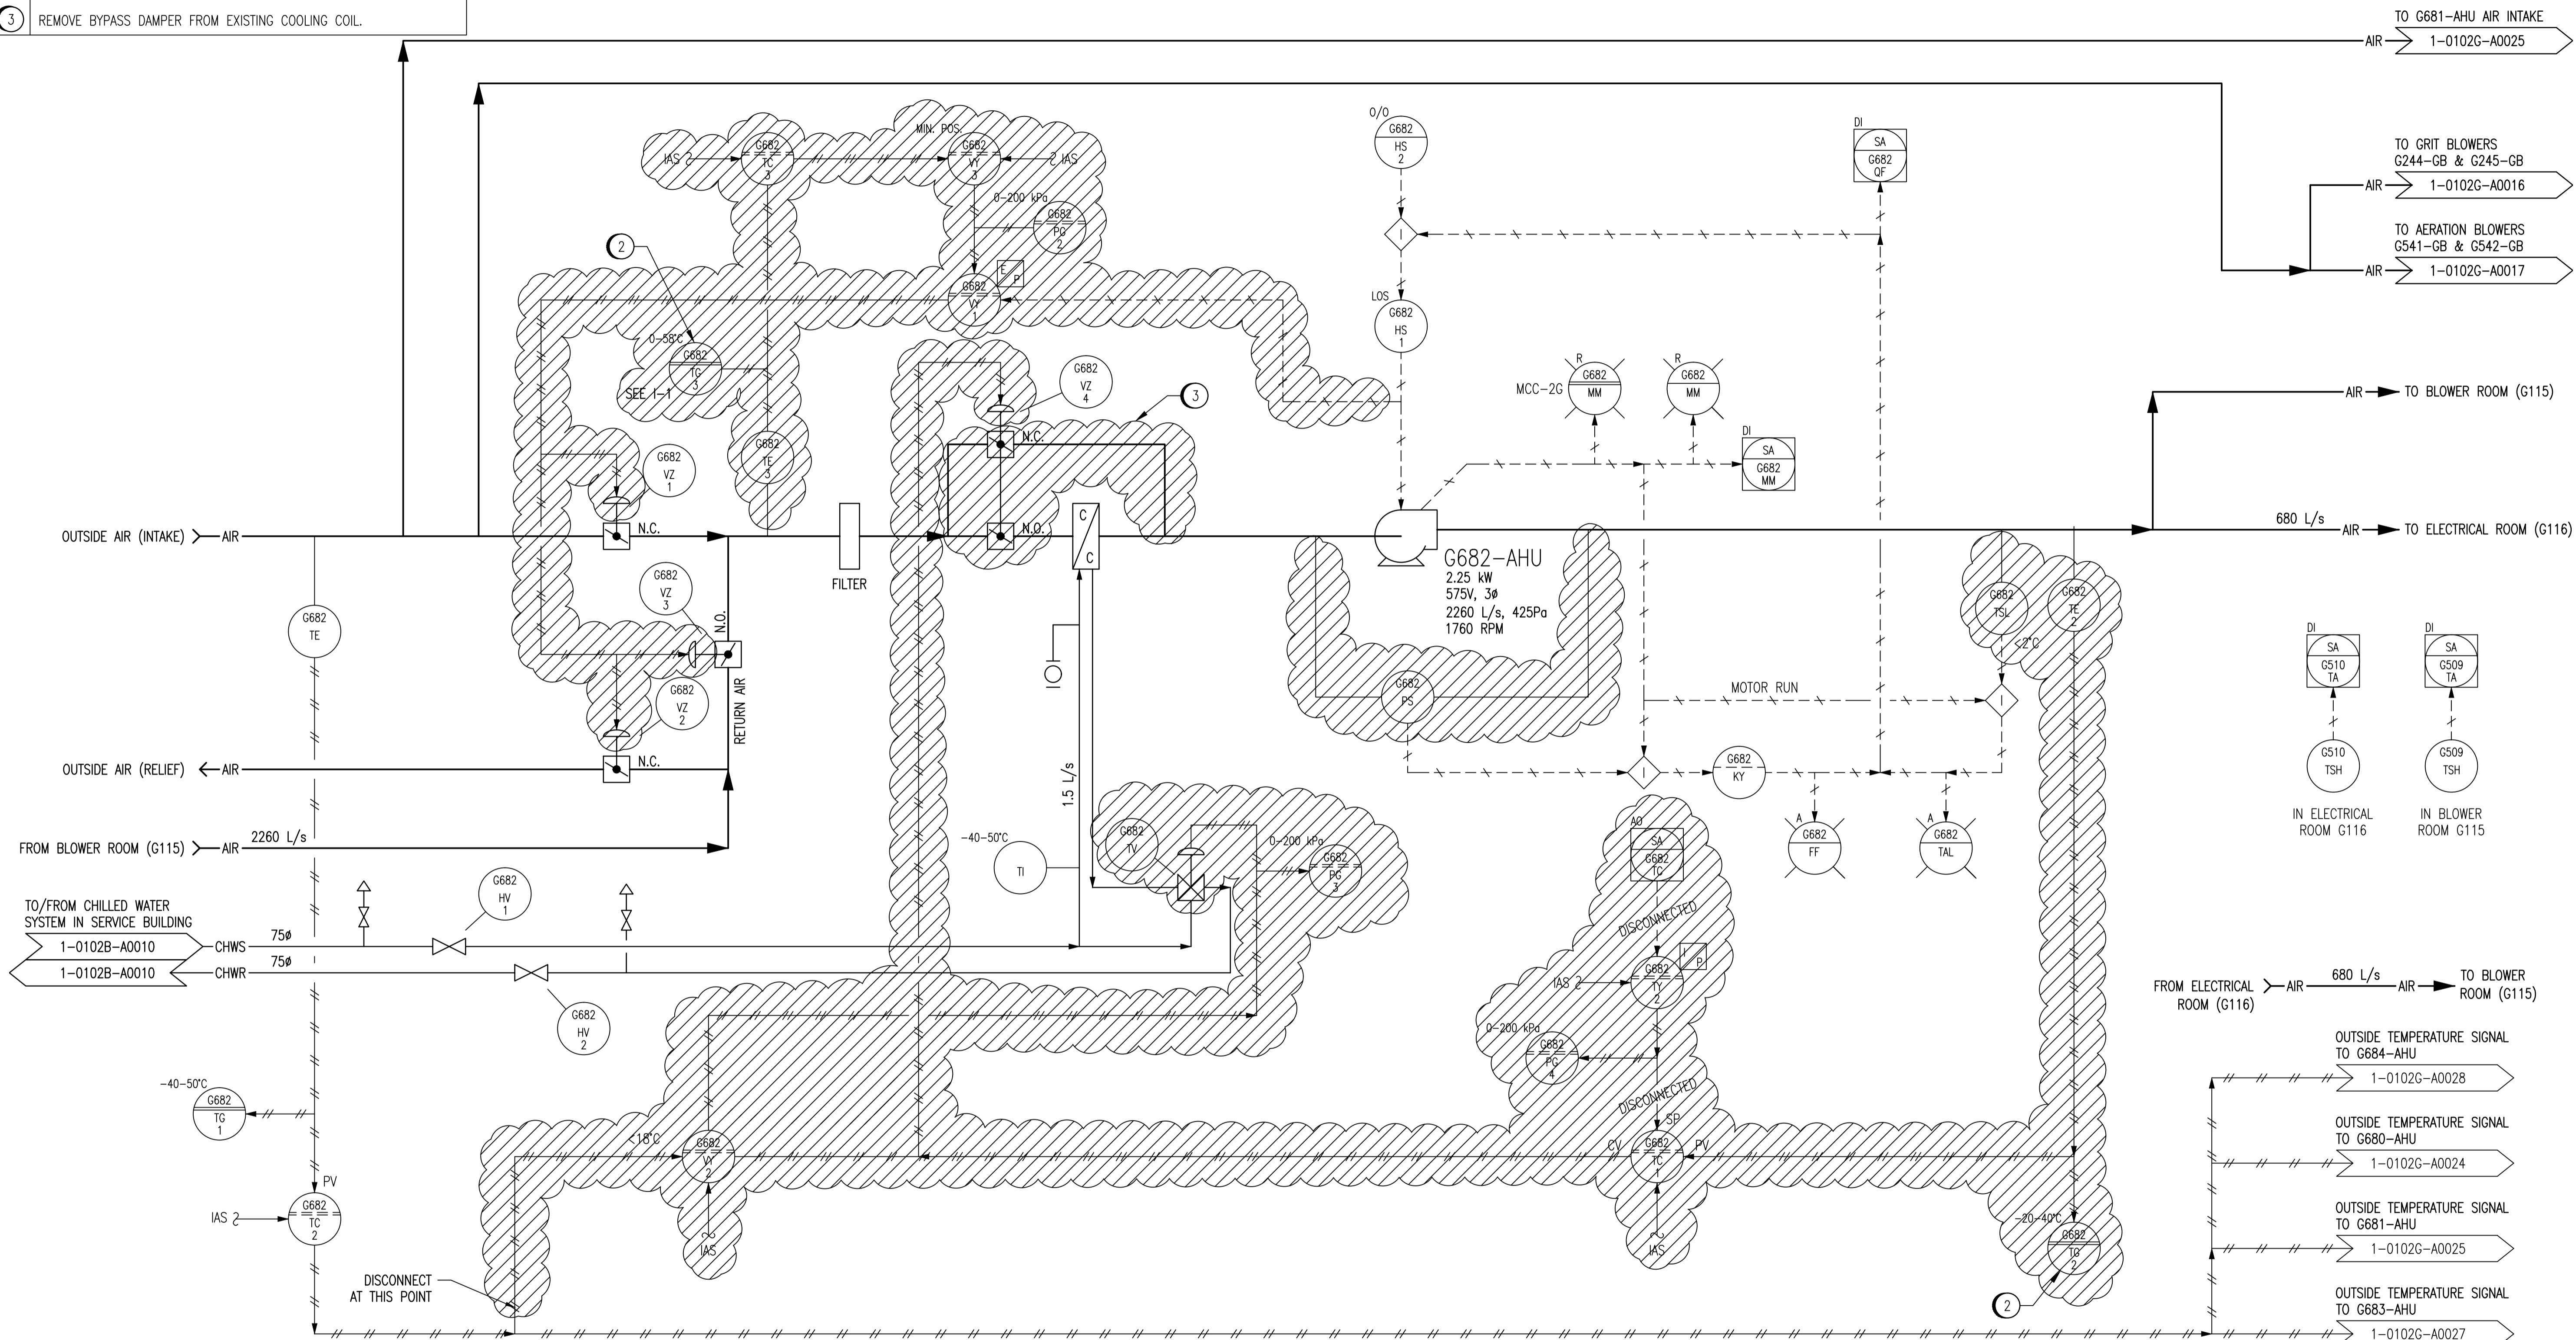 3 REMOVE BYPASS DAMPER FROM EXISTING COOLING COIL.
TO G681-AHU AIR INTAKE
AIR 1-0102G-A0025
TO GRIT BLOWERS
G244-GB & G245-GB
AIR 1-0102G-A0016
TO AERATION BLOWERS
G541-GB & G542-GB
AIR 1-0102G-A0017
MIN. POS.
IAS
G682
TC
3
G682
VY
3
IAS
0-200 kPa
G682
PG
2
2
E
P
G682
VY
1
0-58°C
G682
TG
3
SEE I-1
G682
TE
3
O/O
G682
HS
2
I
LOS
G682
HS
1
DI
SA
G682
QF
MCC-2G
R
G682
MM
R
G682
MM
DI
SA
G682
MM
AIR TO BLOWER ROOM (G115)
G682
VZ
4
3
N.C.
G682
VZ
1
OUTSIDE AIR (INTAKE) AIR
N.C.
FILTER
N.O.
C
C
G682-AHU
2.25 kW
575V, 3ø
2260 L/s, 425Pa
1760 RPM
680 L/s
AIR TO ELECTRICAL ROOM (G116)
G682
TE
G682
VZ
3
N.O.
G682
VZ
2
RETURN AIR
G682
PS
MOTOR RUN
G682
TSL
G682
TE
2
<2°C
I
DI
SA
G510
TA
DI
SA
G509
TA
G510
TSH
G509
TSH
IN ELECTRICAL
ROOM G116
IN BLOWER
ROOM G115
OUTSIDE AIR (RELIEF) AIR
N.C.
I
G682
KY
A
G682
FF
A
G682
TAL
1.5 L/s
FROM BLOWER ROOM (G115) AIR 2260 L/s
-40-50°C
TI
G682
TV
0-200 kPa
G682
PG
3
AO
SA
G682
TC
DISCONNECTED
TO/FROM CHILLED WATER
SYSTEM IN SERVICE BUILDING
1-0102B-A0010 CHWS 75ø
1-0102B-A0010 CHWR 75ø
G682
HV
1
G682
HV
2
I
P
IAS
G682
TY
2
0-200 kPa
G682
PG
4
DISCONNECTED
FROM ELECTRICAL
ROOM (G116)
AIR 680 L/s AIR
TO BLOWER
ROOM (G115)
OUTSIDE TEMPERATURE SIGNAL
TO G684-AHU
1-0102G-A0028
OUTSIDE TEMPERATURE SIGNAL
TO G680-AHU
1-0102G-A0024
OUTSIDE TEMPERATURE SIGNAL
TO G681-AHU
1-0102G-A0025
OUTSIDE TEMPERATURE SIGNAL
TO G683-AHU
1-0102G-A0027
-40-50°C
G682
TG
1
<18°C
G682
VY
2
IAS
SP
CV
G682
TC
1
PV
IAS
PV
IAS
G682
TC
2
-20-40°C
G682
TG
2
2
DISCONNECT
AT THIS POINT